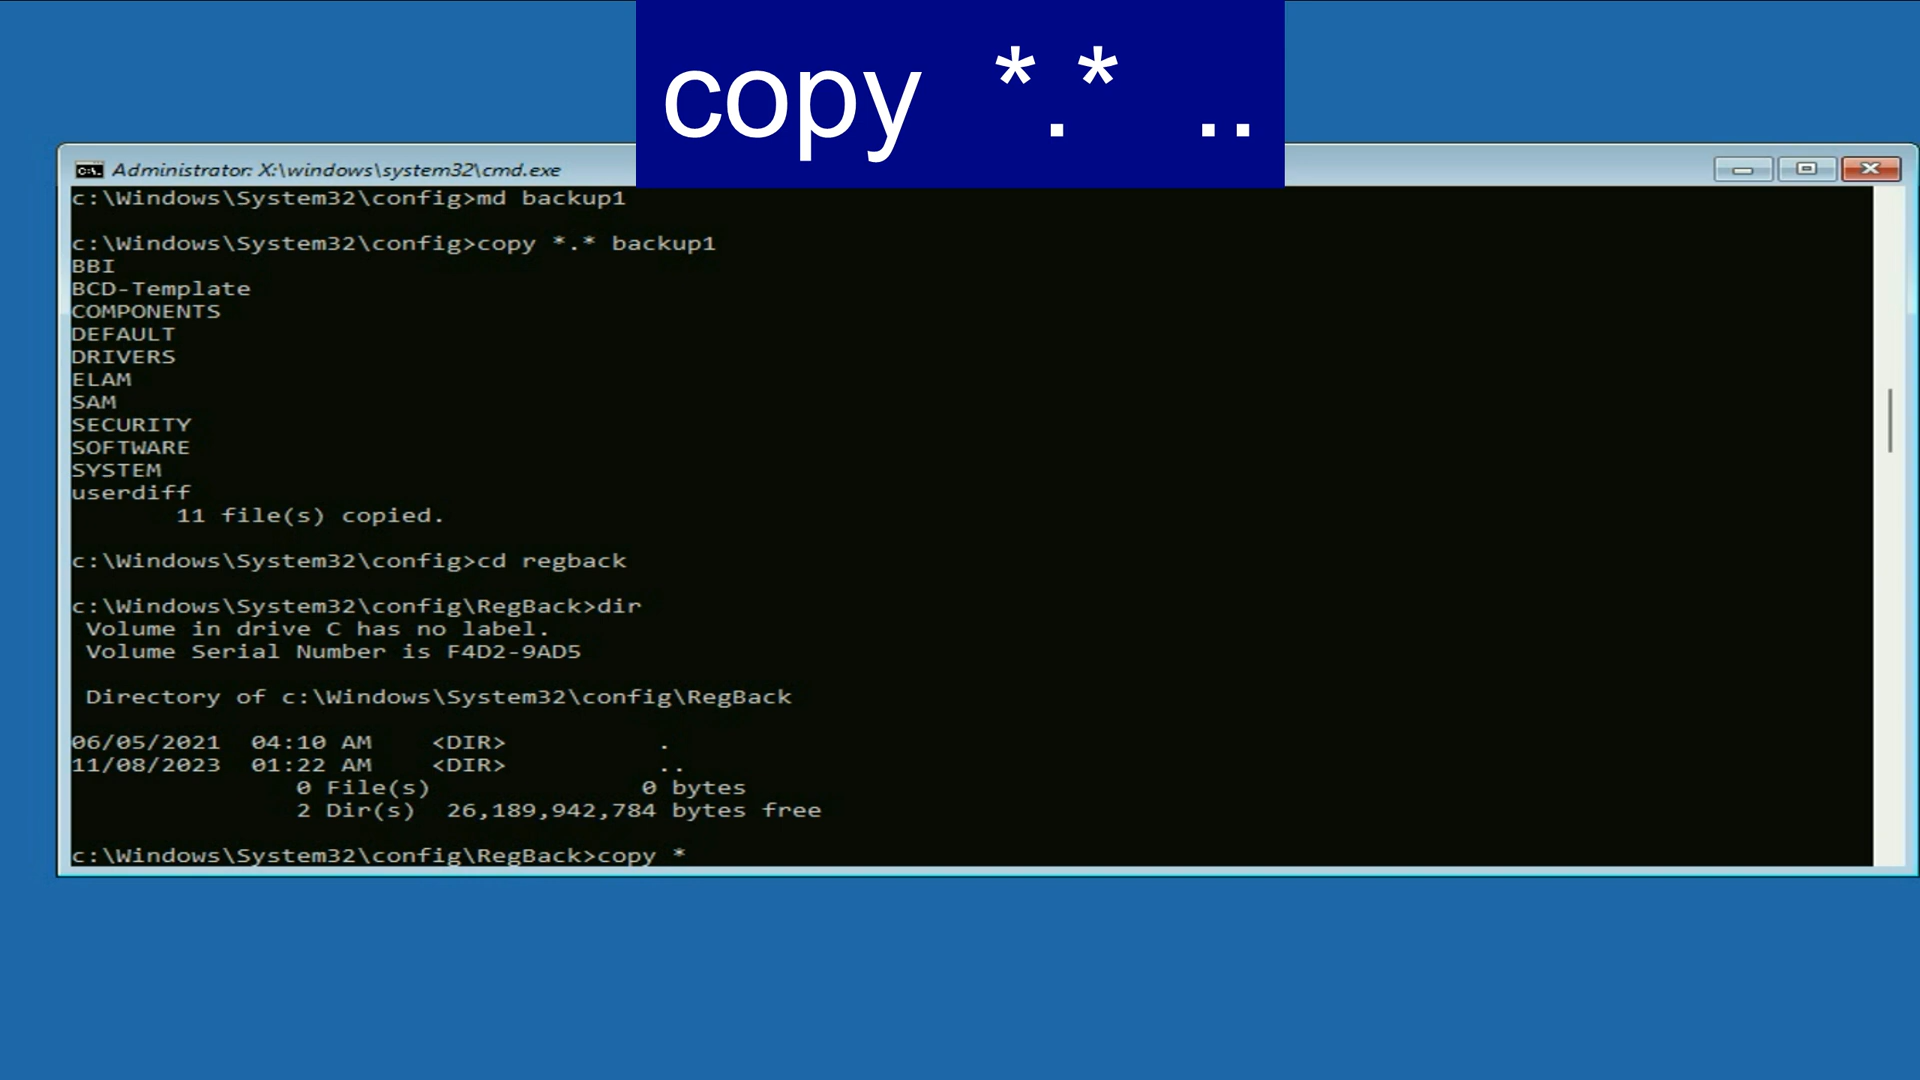 copy *.* ..
Administrator: X:\windows\system32\cmd.exe
c:\Windows\System32\config>md backup1
c:\Windows\System32\config>copy *.* backup1
BBI
BCD-Template
COMPONENTS
DEFAULT
DRIVERS
ELAM
SAM
SECURITY
SOFTWARE
SYSTEM
userdiff
11 file(s) copied.
c:\Windows\System32\config>cd regback
c:\Windows\System32\config\RegBack>dir
Volume in drive C has no label.
Volume Serial Number is F4D2-9AD5
Directory of c:\Windows\System32\config\RegBack
06/05/2021 04:10 AM <DIR> .
11/08/2023 01:22 AM <DIR> ..
0 File(s) 0 bytes
2 Dir(s) 26,189,942,784 bytes free
c:\Windows\System32\config\RegBack>copy *